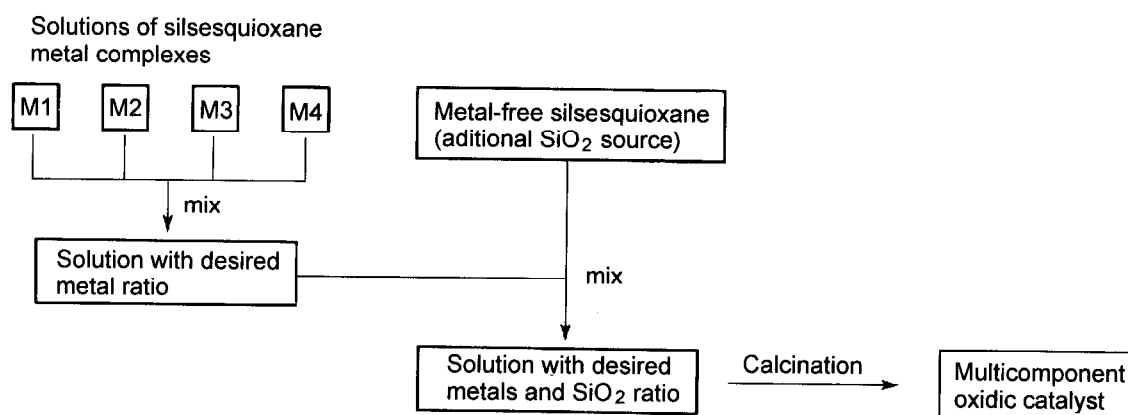 Solutions of silsesquioxane
metal complexes
M1 M2 M3 M4
Metal-free silsesquioxane
(aditional SiO2 source)
mix
Solution with desired
metal ratio
mix
Solution with desired
metals and SiO2 ratio
Calcination
Multicomponent
oxidic catalyst